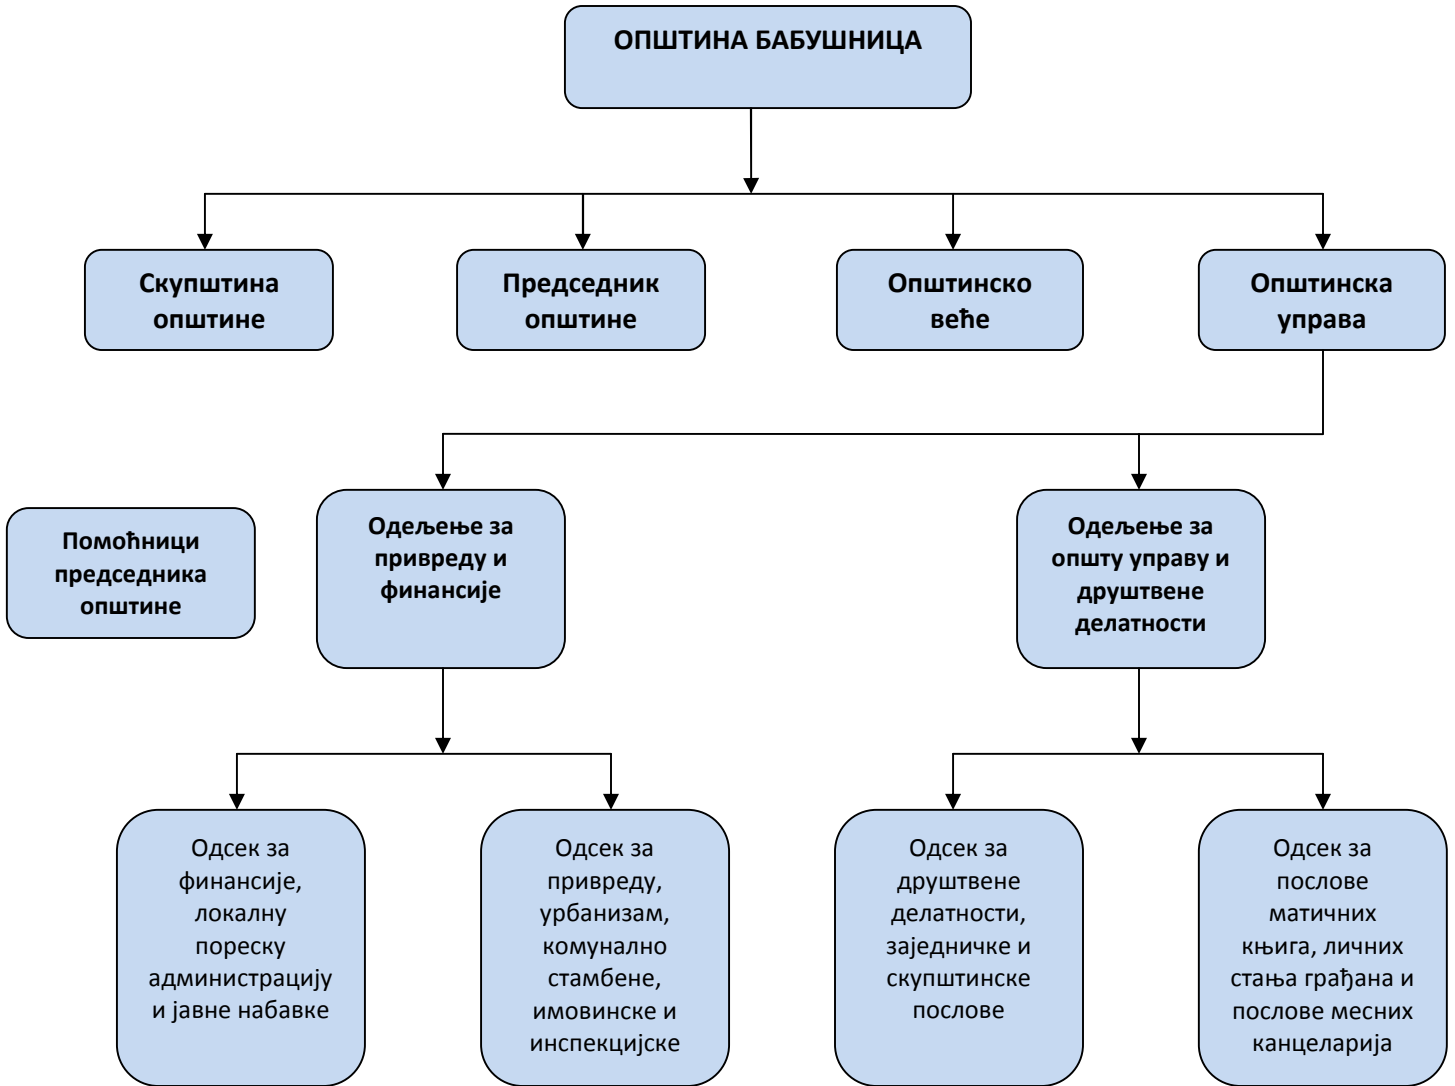 ОПШТИНА БАБУШНИЦА
Скупштина
општине
Председник
општине
Општинско
веће
Општинска
управа
Помоћници
председника
општине
Одељење за
привреду и
финансије
Одељење за
општу управу и
друштвене
делатности
Одсек за
финансије,
локалну
пореску
администрацију
и јавне набавке
Одсек за
привреду,
урбанизам,
комунално
стамбене,
имовинске и
инспекцијске
Одсек за
друштвене
делатности,
заједничке и
скупштинске
послове
Одсек за
послове
матичних
књига, личних
стања грађана и
послове месних
канцеларија